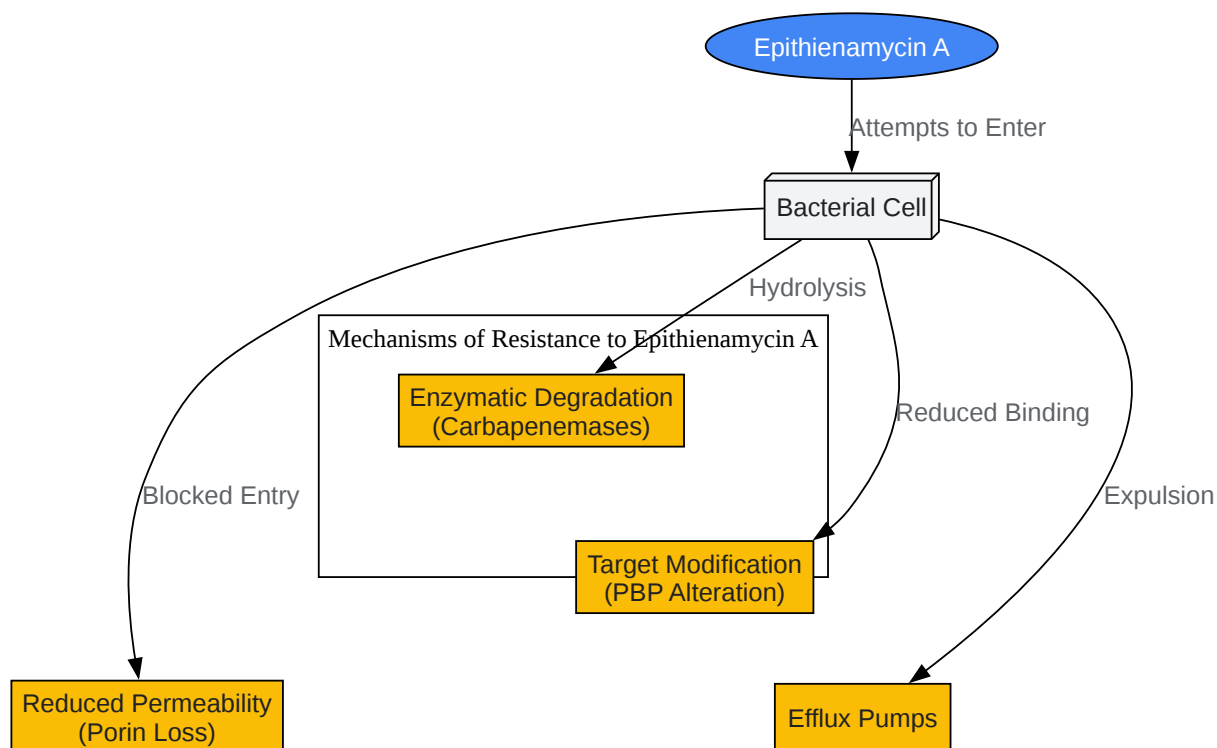 Epithienamycin A
Attempts to Enter
Bacterial Cell
Hydrolysis
Mechanisms of Resistance to Epithienamycin A
Enzymatic Degradation
(Carbapenemases)
Reduced Binding
Blocked Entry
Expulsion
Target Modification
(PBP Alteration)
Reduced Permeability
(Porin Loss)
Efflux Pumps